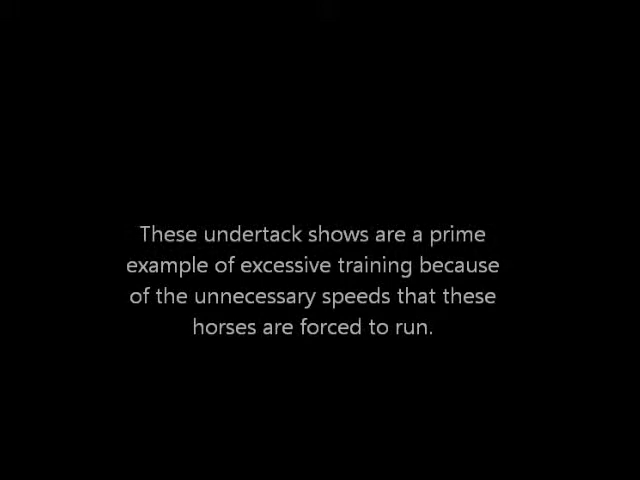 These undertack shows are a prime
example of excessive training because
of the unnecessary speeds that these
horses are forced to run.